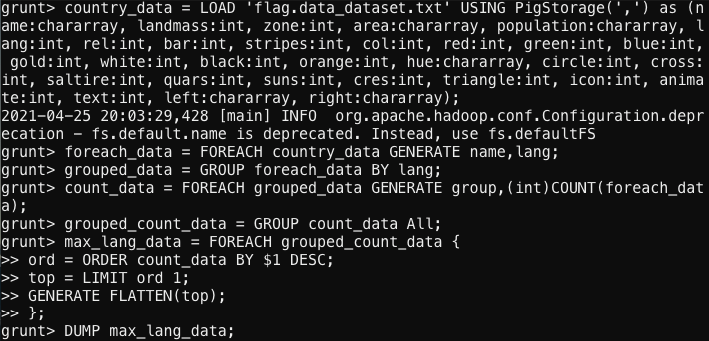 grunt> country_data = LOAD 'flag.data_dataset.txt' USING PigStorage(',') as (n
ame:chararray, landmass:int, zone:int, area:chararray, population:chararray, l
ang:int, rel:int, bar:int, stripes:int, col:int, red:int, green:int, blue:int,
 gold:int, white:int, black:int, orange:int, hue:chararray, circle:int, cross:
int, saltire:int, quars:int, suns:int, cres:int, triangle:int, icon:int, anima
te:int, text:int, left:chararray, right:chararray);
2021-04-25 20:03:29,428 [main] INFO  org.apache.hadoop.conf.Configuration.depr
ecation - fs.default.name is deprecated. Instead, use fs.defaultFS
grunt> foreach_data = FOREACH country_data GENERATE name,lang;
grunt> grouped_data = GROUP foreach_data BY lang;
grunt> count_data = FOREACH grouped_data GENERATE group,(int)COUNT(foreach_dat
a);
grunt> grouped_count_data = GROUP count_data All;
grunt> max_lang_data = FOREACH grouped_count_data {
>> ord = ORDER count_data BY $1 DESC;
>> top = LIMIT ord 1;
>> GENERATE FLATTEN(top);
>> };
grunt> DUMP max_lang_data;